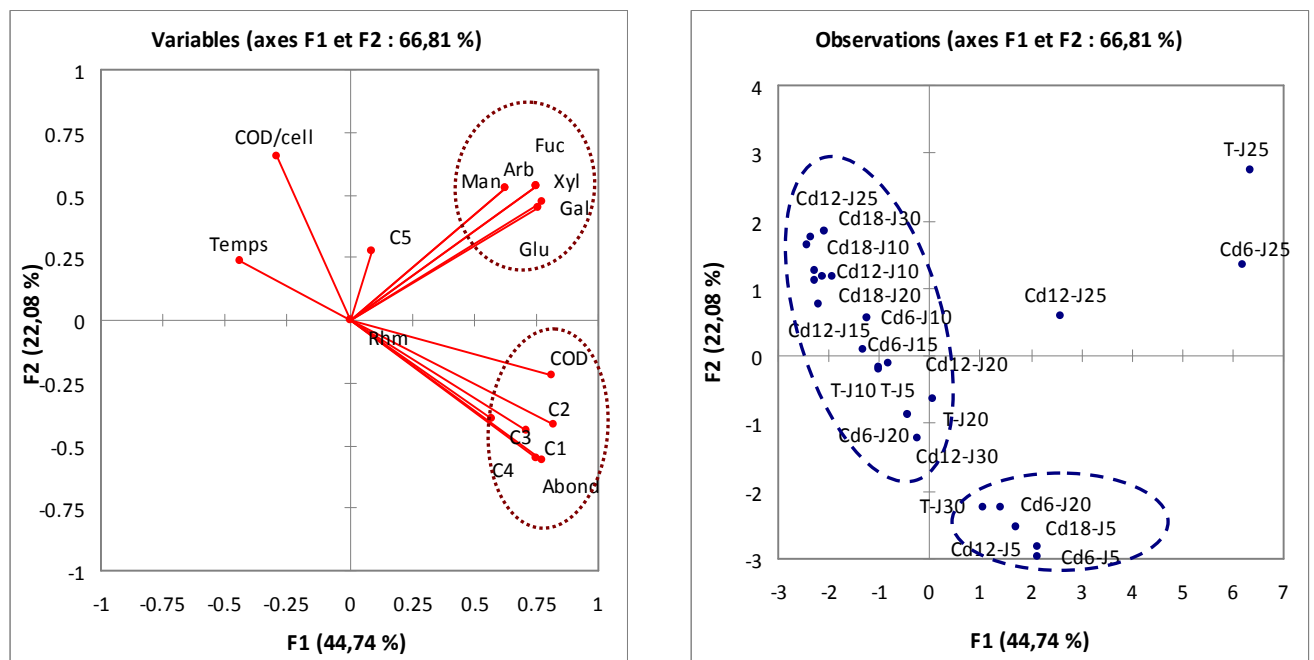 Variables (axes F1 et F2 : 66,81 %)
1
0.75
0.5
0.25
0
-0.25
-0.5
-0.75
-1
F2 (22,08 %)
COD/cell
Fuc
Arb
Man
Xyl
Gal
C5
Temps
Glu
Rhm
COD
C2
C3
C1
C4
Abond
-1 -0.75 -0.5 -0.25 0 0.25 0.5 0.75 1
F1 (44,74 %)
Observations (axes F1 et F2 : 66,81 %)
4
3
2
1
0
-1
-2
-3
F2 (22,08 %)
T-J25
Cd12-J25
Cd18-J30
Cd18-J10
Cd6-J25
Cd12-J10
Cd18-J20
Cd12-J25
Cd6-J10
Cd12-J15
Cd6-J15
Cd12-J20
T-J10 T-J5
T-J20
Cd6-J20
Cd12-J30
T-J30
Cd6-J20
Cd18-J5
Cd12-J5
Cd6-J5
-3 -2 -1 0 1 2 3 4 5 6 7
F1 (44,74 %)